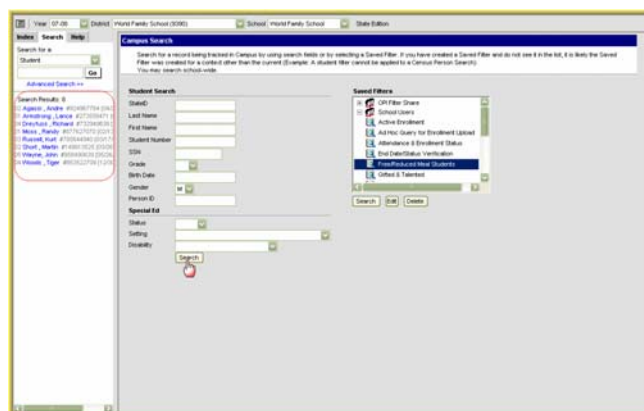 Year 07-08 District World Family School (9390) School World Family School State Edition
Index Search Help
Search for a
Student
Go
Advanced Search >>
Search Results: 8
Agassi, Andre
Armstrong, Lance
Dreyfuss, Richard
Moss, Randy
Russell, Kurt
Short, Martin
Wayne, John
Woods, Tiger
Campus Search
Search for a record being tracked in Campus by using search fields or by selecting a Saved Filter. If you have created a Saved Filter and do not see it in the list, it is likely the Saved
Filter was created for a context other than the current (Example: A student filter cannot be applied to a Census Person Search).
You may search school-wide.
Student Search
StateID
Last Name
First Name
Student Number
SSN
Grade
Birth Date
Gender M
Person ID
Special Ed
Status
Setting
Disability
Search
Saved Filters
OPI Filter Share
School Users
Active Enrollment
Ad Hoc Query for Enrollment Upload
Attendance & Enrollment Status
End Date/Status Verification
Free/Reduced Meal Students
Gifted & Talented
Search Edit Delete